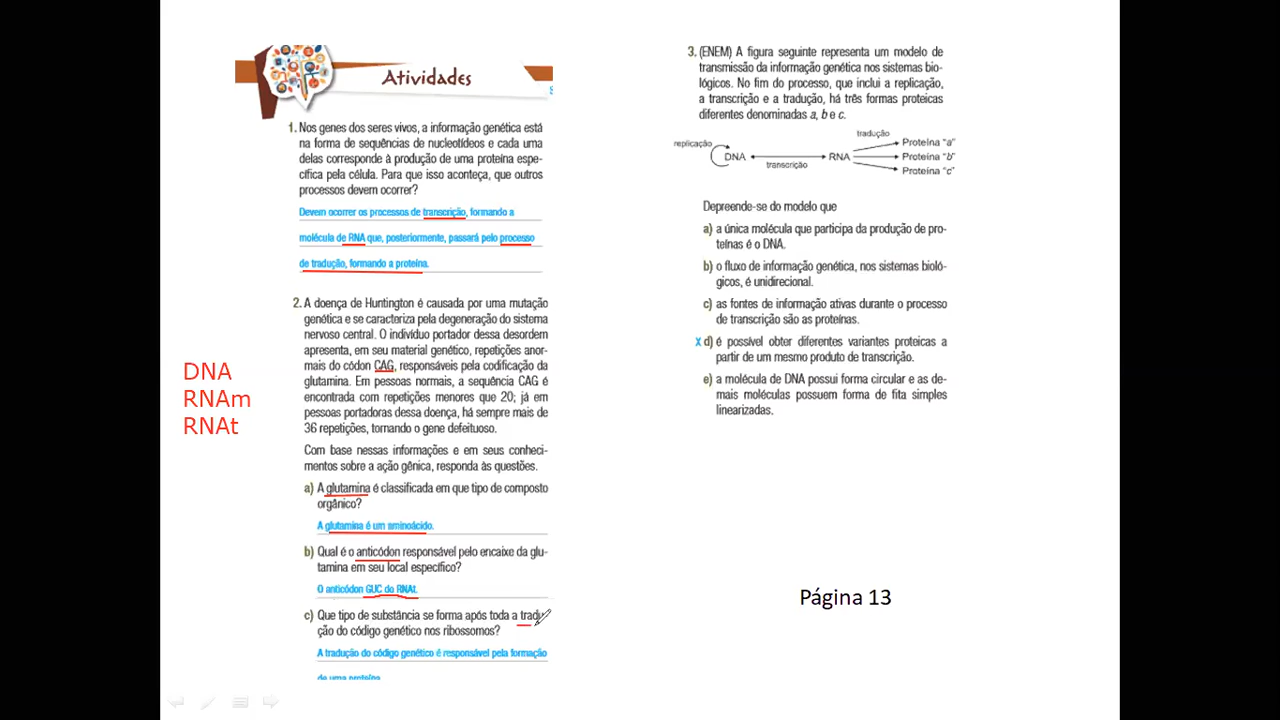 Atividades
1. Nos genes dos seres vivos, a informação genética está
na forma de sequências de nucleotídeos e cada uma
delas corresponde à produção de uma proteína espe-
cífica pela célula. Para que isso aconteça, que outros
processos devem ocorrer?
Devem ocorrer os processos de transcrição, formando a
molécula de RNA que, posteriormente, passará pelo processo
de tradução, formando a proteína.
2. A doença de Huntington é causada por uma mutação
genética e se caracteriza pela degeneração do sistema
nervoso central. O indivíduo portador dessa desordem
apresenta, em seu material genético, repetições anor-
mais do códon CAG, responsáveis pela codificação da
glutamina. Em pessoas normais, a sequência CAG é
encontrada com repetições menores que 20; já em
pessoas portadoras dessa doença, há sempre mais de
36 repetições, tornando o gene defeituoso.
Com base nessas informações e em seus conheci-
mentos sobre a ação gênica, responda às questões.
a) A glutamina é classificada em que tipo de composto
orgânico?
A glutamina é um aminoácido.
b) Qual é o anticódon responsável pelo encaixe da glu-
tamina em seu local específico?
O anticódon GUC do RNAt.
c) Que tipo de substância se forma após toda a tradu-
ção do código genético nos ribossomos?
A tradução do código genético é responsável pela formação
de uma proteína
DNA
RNAm
RNAt
3. (ENEM) A figura seguinte representa um modelo de
transmissão da informação genética nos sistemas bio-
lógicos. No fim do processo, que inclui a replicação,
a transcrição e a tradução, há três formas proteicas
diferentes denominadas a, b e c.
replicação
DNA
transcrição
RNA
tradução
Proteína "a"
Proteína "b"
Proteína "c"
Depreende-se do modelo que
a) a única molécula que participa da produção de pro-
teínas é o DNA.
b) o fluxo de informação genética, nos sistemas bioló-
gicos, é unidirecional.
c) as fontes de informação ativas durante o processo
de transcrição são as proteínas.
x d) é possível obter diferentes variantes proteicas a
partir de um mesmo produto de transcrição.
e) a molécula de DNA possui forma circular e as de-
mais moléculas possuem forma de fita simples
linearizadas.
Página 13